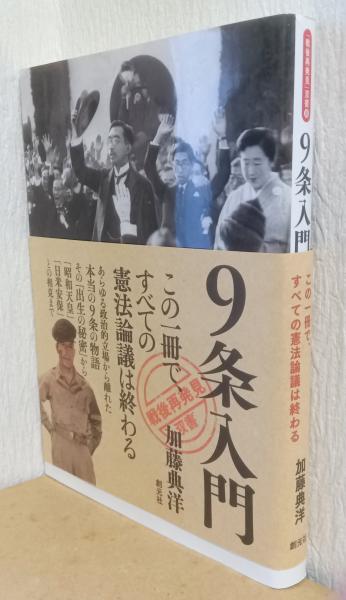 9条入門
加藤典洋
創元社
戦後再発見
双書
この一冊で、
すべての
憲法論議は終わる
あらゆる政治的立場から離れた
本当の9条の物語
その「出生の秘密」から
「昭和天皇」
「日米安保」
との相克まで
「戦後再発見」双書
9条入門
この一冊で、
すべての憲法論議は終わる
加藤典洋
創元社